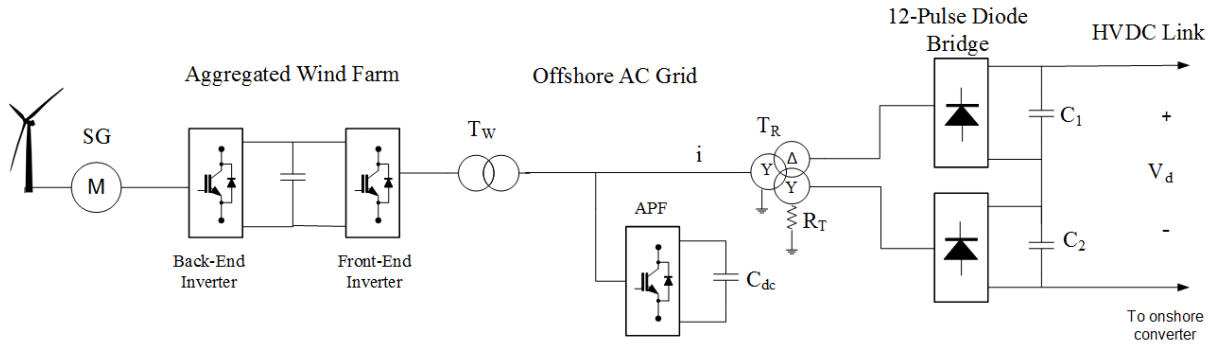 12-Pulse Diode
Bridge
HVDC Link
Aggregated Wind Farm
Offshore AC Grid
SG
M
Back-End
Inverter
Front-End
Inverter
T_W
i
APF
C_dc
T_R
Y
Δ
Y
R_T
C_1
C_2
+
V_d
-
To onshore
converter